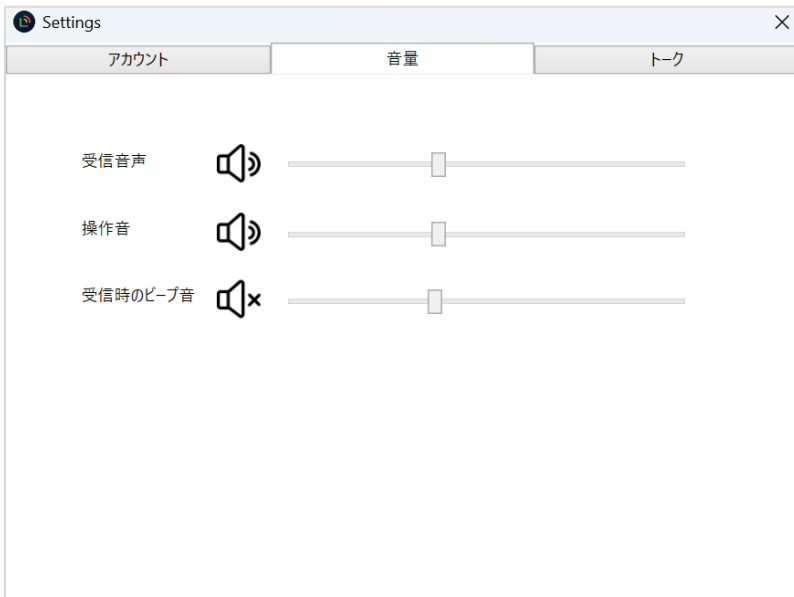 Settings
アカウント
音量
トーク
受信音声
操作音
受信時のビープ音